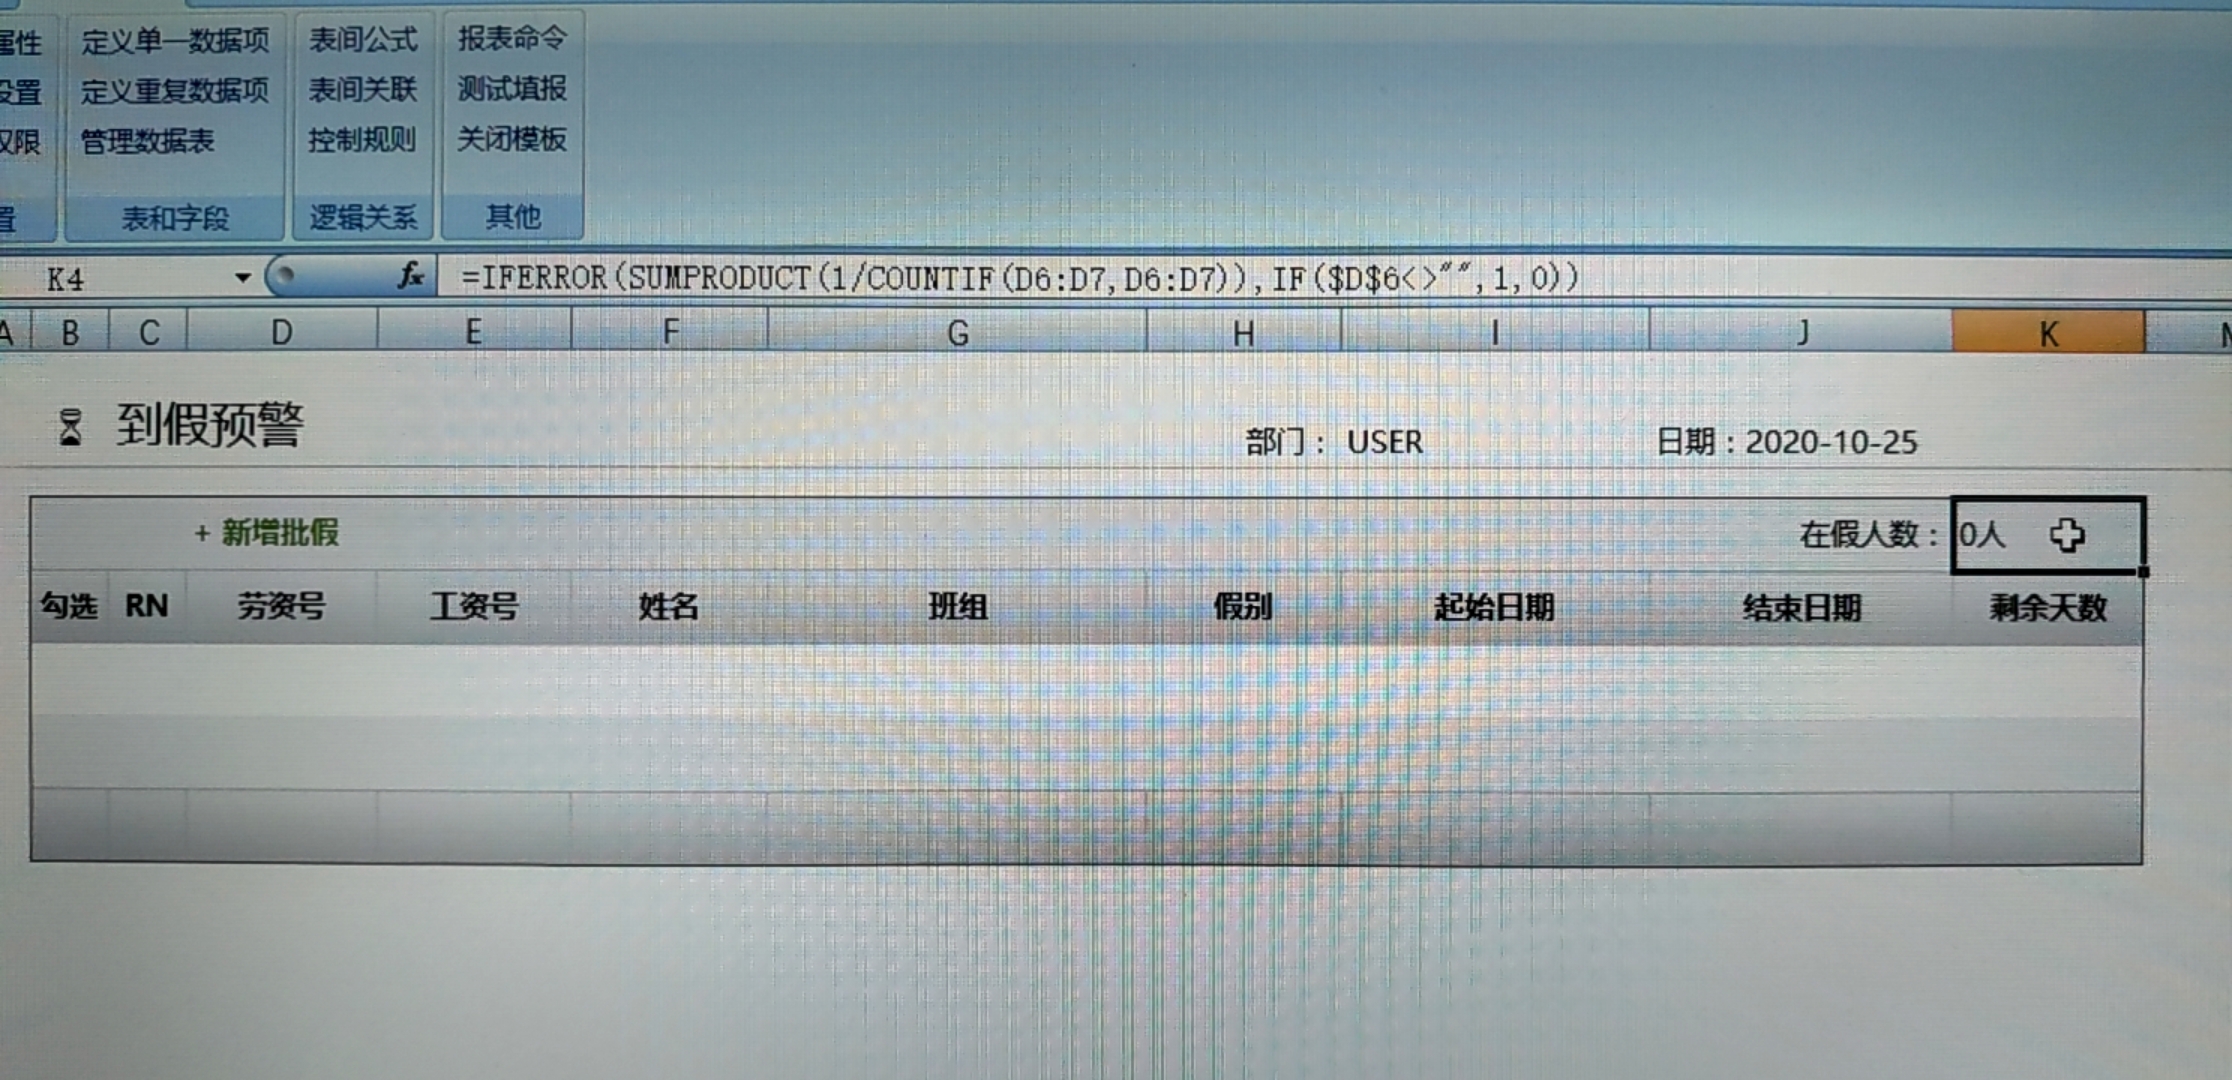 属性 定义单一数据项 表间公式 报表命令
设置 定义重复数据项 表间关联 测试填报
权限 管理数据表 控制规则 关闭模板
置 表和字段 逻辑关系 其他
K4 fx =IFERROR(SUMPRODUCT(1/COUNTIF(D6:D7,D6:D7)),IF($D$6<>"",1,0))
A B C D E F G H I J K
到假预警
部门： USER 日期：2020-10-25
+ 新增批假 在假人数： 0人
勾选 RN 劳资号 工资号 姓名 班组 假别 起始日期 结束日期 剩余天数